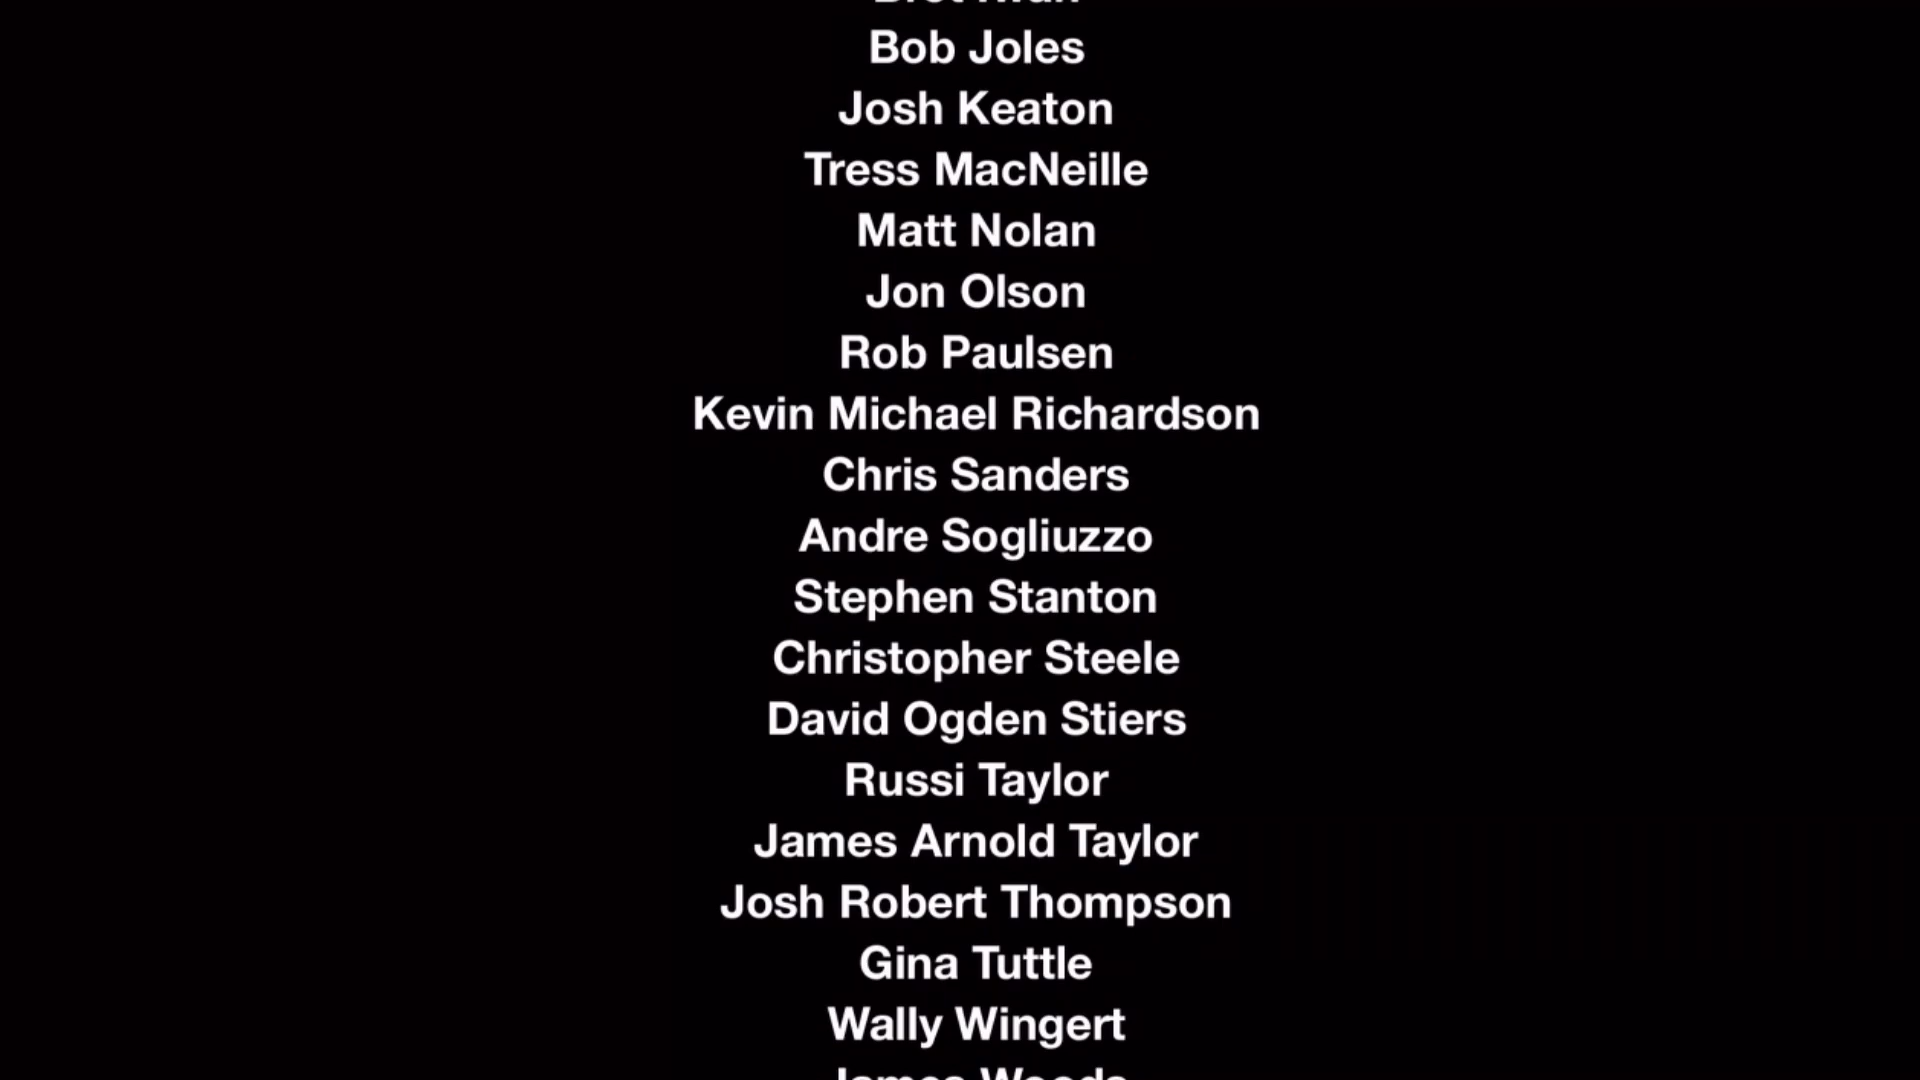 Bob Joles
Josh Keaton
Tress MacNeille
Matt Nolan
Jon Olson
Rob Paulsen
Kevin Michael Richardson
Chris Sanders
Andre Sogliuzzo
Stephen Stanton
Christopher Steele
David Ogden Stiers
Russi Taylor
James Arnold Taylor
Josh Robert Thompson
Gina Tuttle
Wally Wingert
James Woods